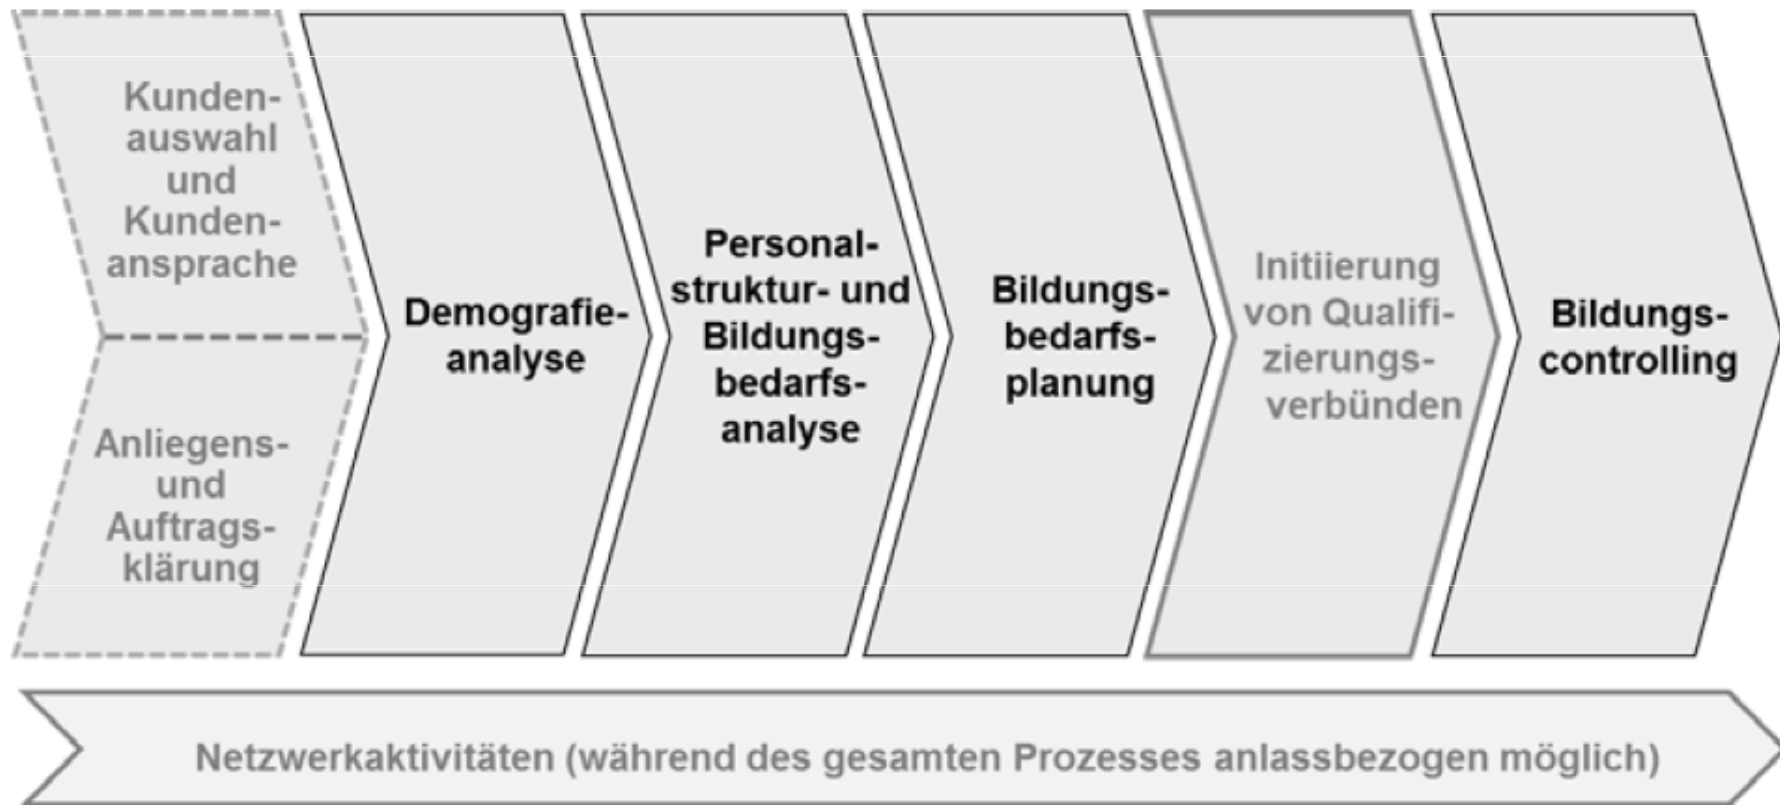 Kunden-
auswahl
und
Kunden-
ansprache
Anliegens-
und
Auftrags-
klärung
Demografie-
analyse
Personal-
struktur- und
Bildungs-
bedarfs-
analyse
Bildungs-
bedarfs-
planung
Initiierung
von Qualifi-
zierungs-
verbünden
Bildungs-
controlling
Netzwerkaktivitäten (während des gesamten Prozesses anlassbezogen möglich)